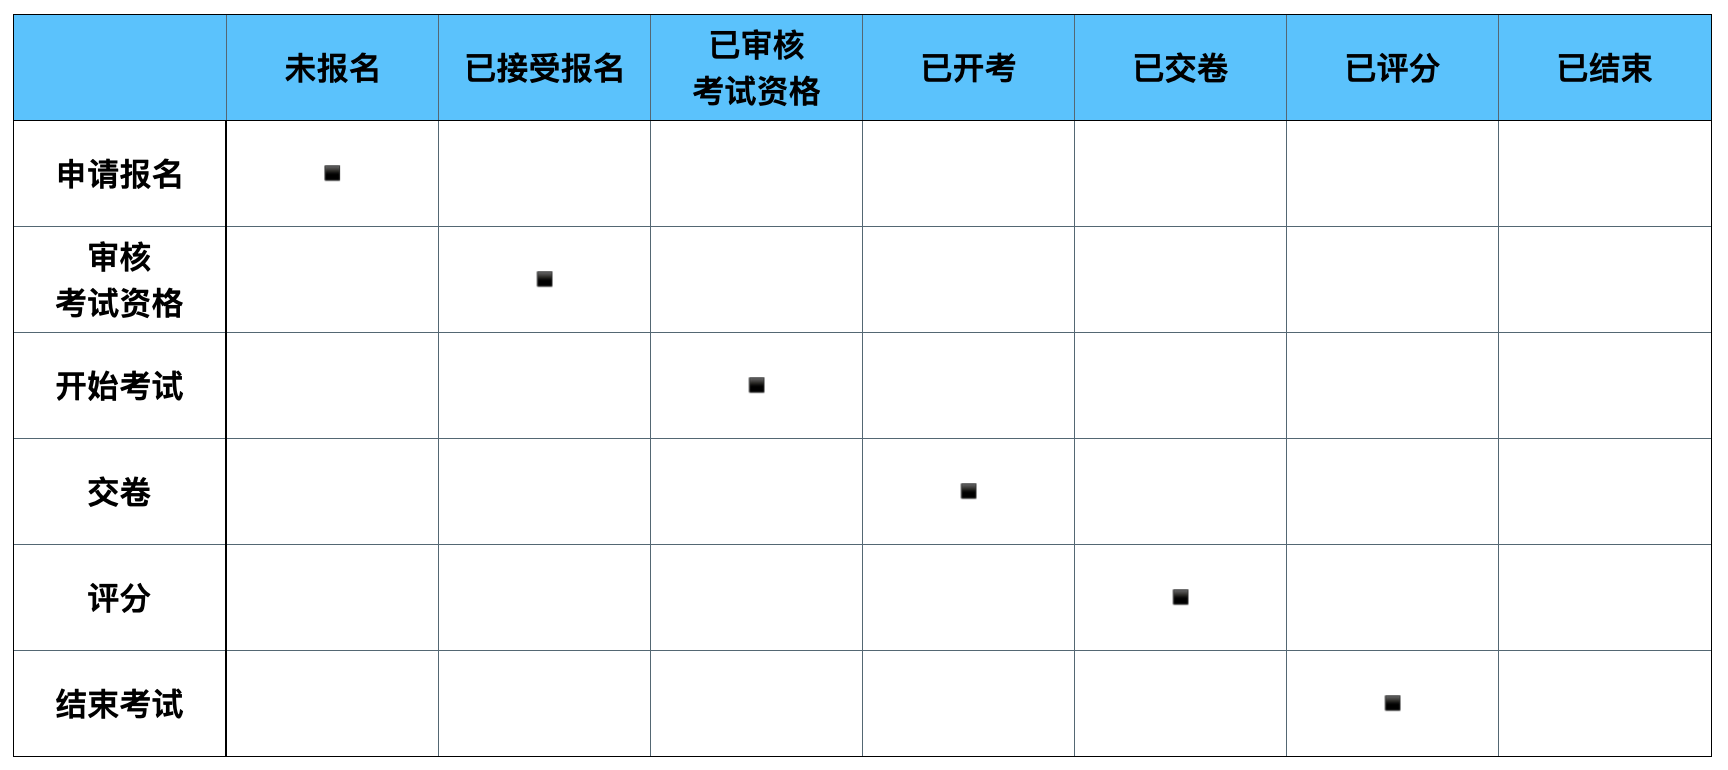 未报名
已接受报名
已审核
考试资格
已开考
已交卷
已评分
已结束
申请报名
审核
考试资格
开始考试
交卷
评分
结束考试